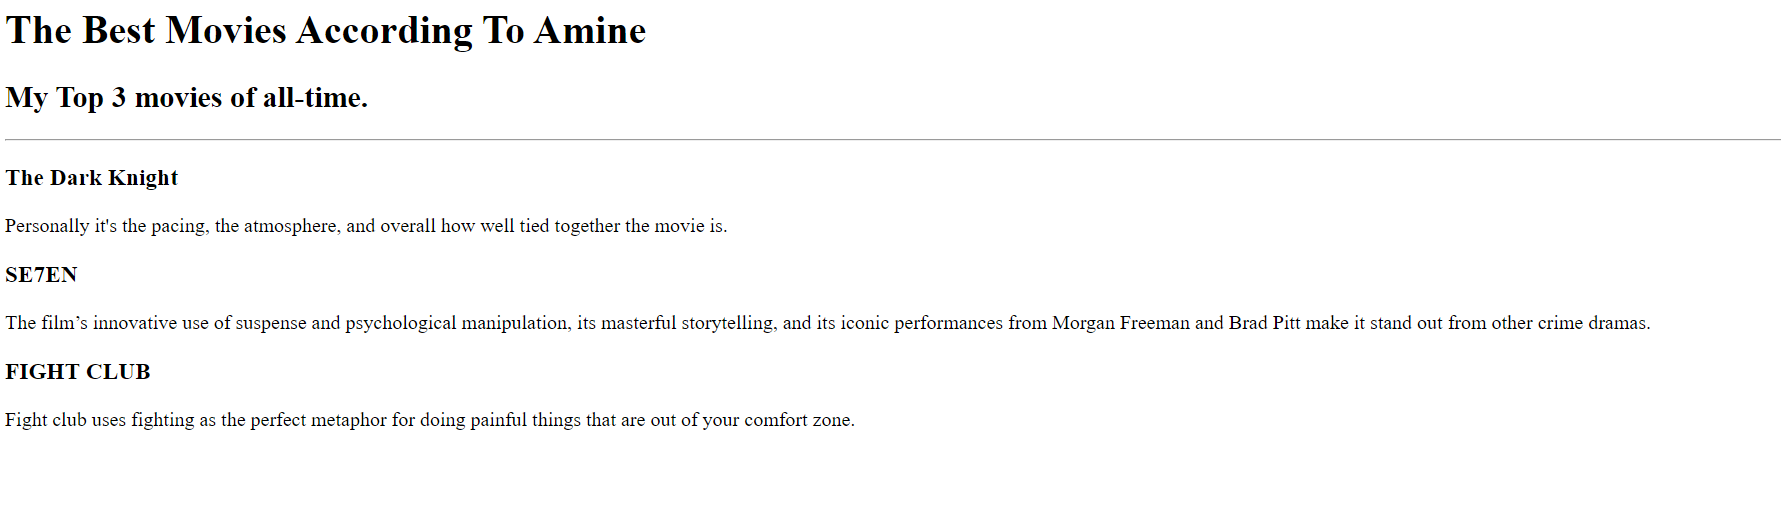 The Best Movies According To Amine
My Top 3 movies of all-time.
The Dark Knight
Personally it's the pacing, the atmosphere, and overall how well tied together the movie is.
SE7EN
The film’s innovative use of suspense and psychological manipulation, its masterful storytelling, and its iconic performances from Morgan Freeman and Brad Pitt make it stand out from other crime dramas.
FIGHT CLUB
Fight club uses fighting as the perfect metaphor for doing painful things that are out of your comfort zone.